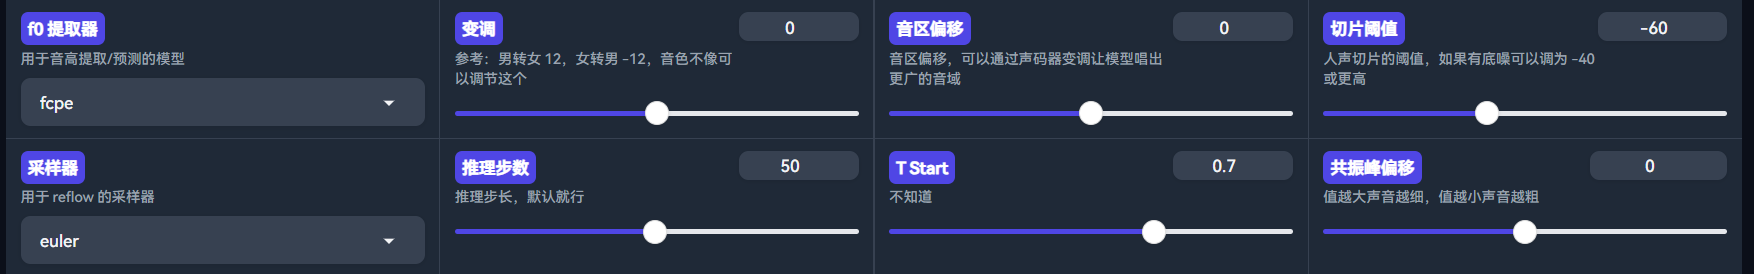 f0 提取器
用于音高提取/预测的模型
fcpe
变调
0
参考：男转女 12，女转男 -12，音色不像可
以调节这个
音区偏移
0
音区偏移，可以通过声码器变调让模型唱出
更广的音域
切片阈值
-60
人声切片的阈值，如果有底噪可以调为 -40
或更高
采样器
用于 reflow 的采样器
euler
推理步数
50
推理步长，默认就行
T Start
0.7
不知道
共振峰偏移
0
值越大声音越细，值越小声音越粗